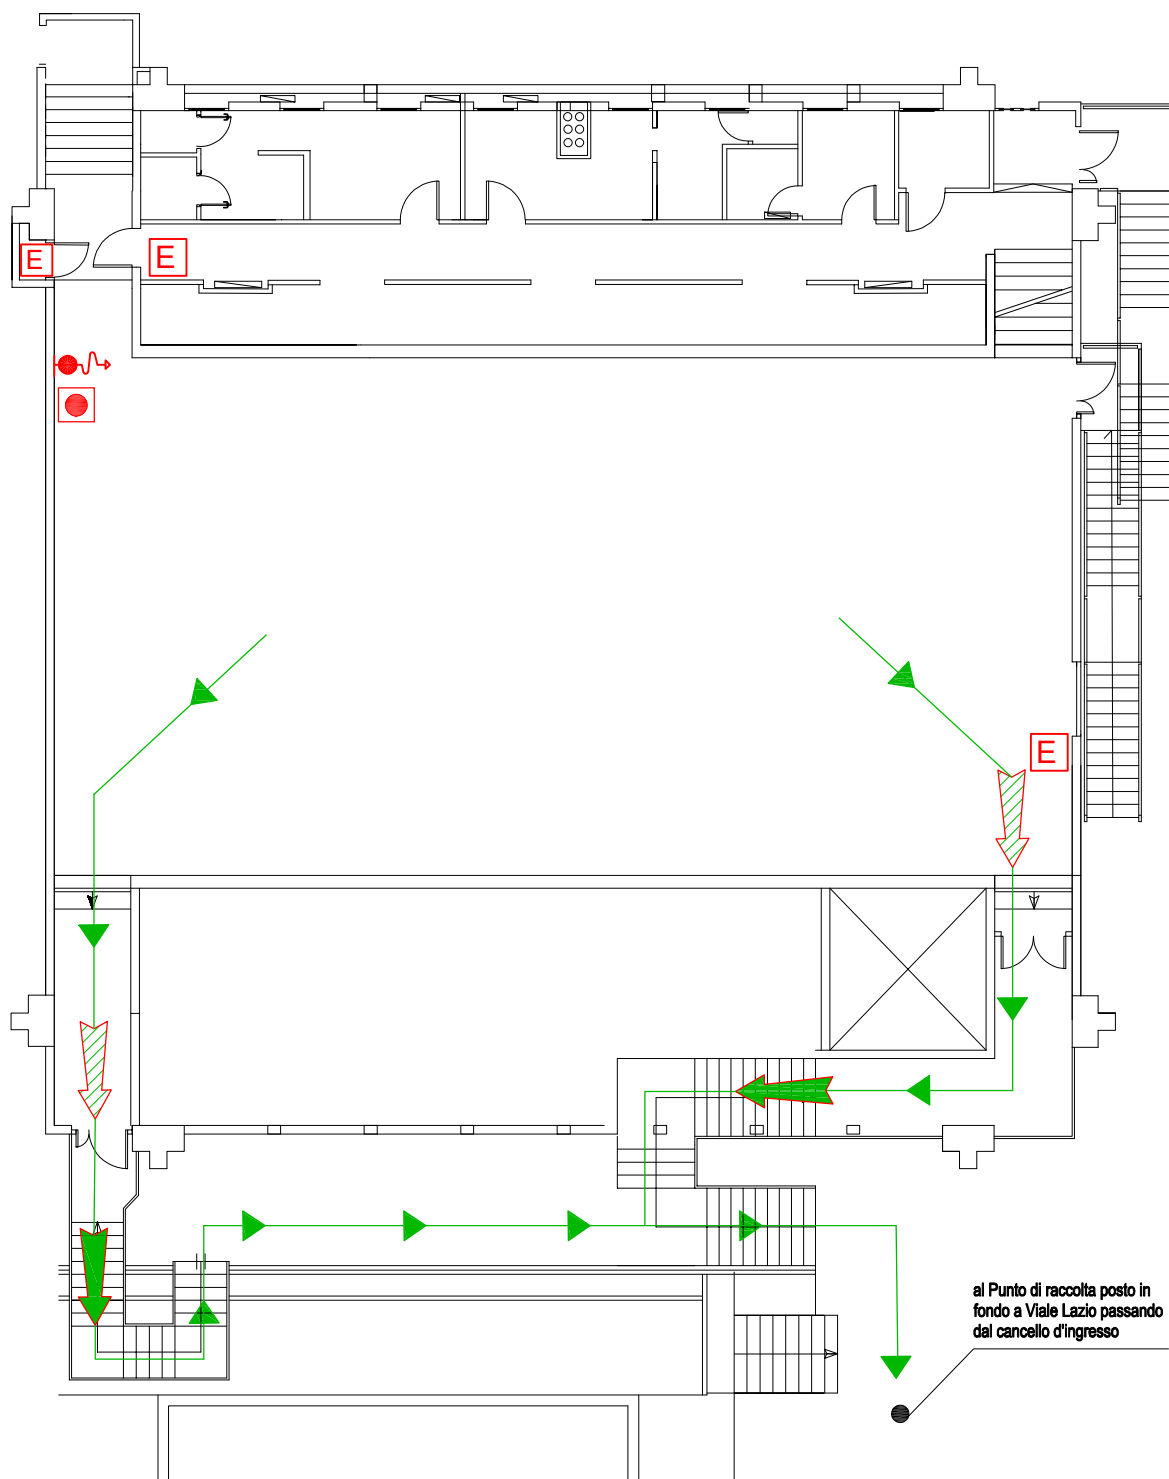 E
E
E
al Punto di raccolta posto in
fondo a Viale Lazio passando
dal cancello d'ingresso